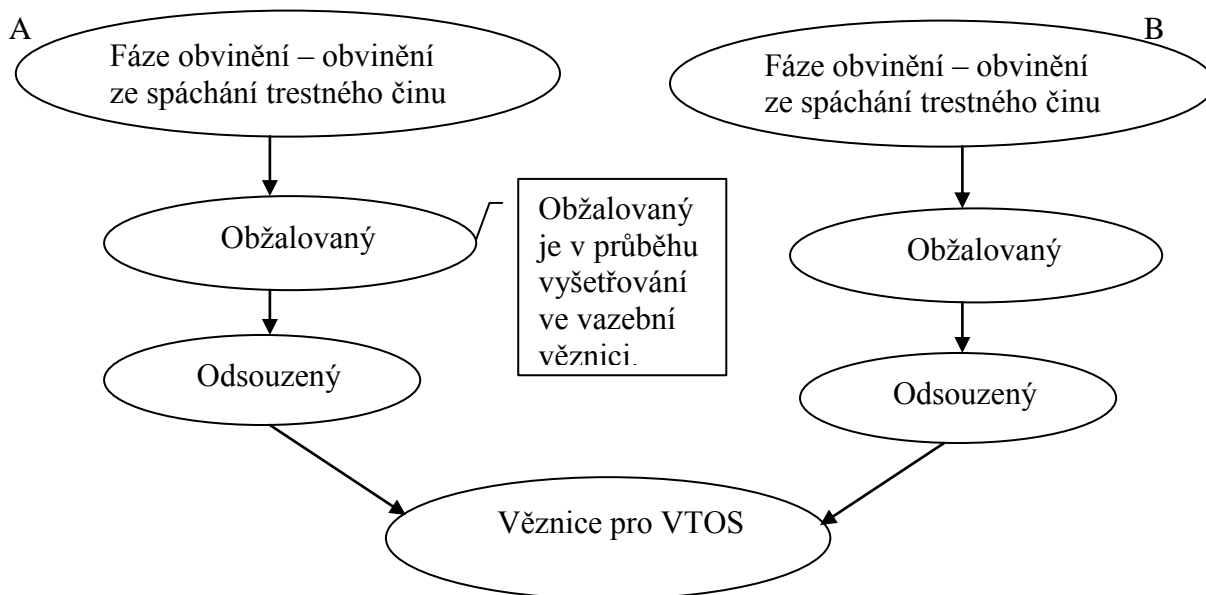 A
Fáze obvinění – obvinění
ze spáchání trestného činu
Obžalovaný
Obžalovaný
je v průběhu
vyšetřování
ve vazební
věznici.
Odsouzený
B
Fáze obvinění – obvinění
ze spáchání trestného činu
Obžalovaný
Odsouzený
Věznice pro VTOS